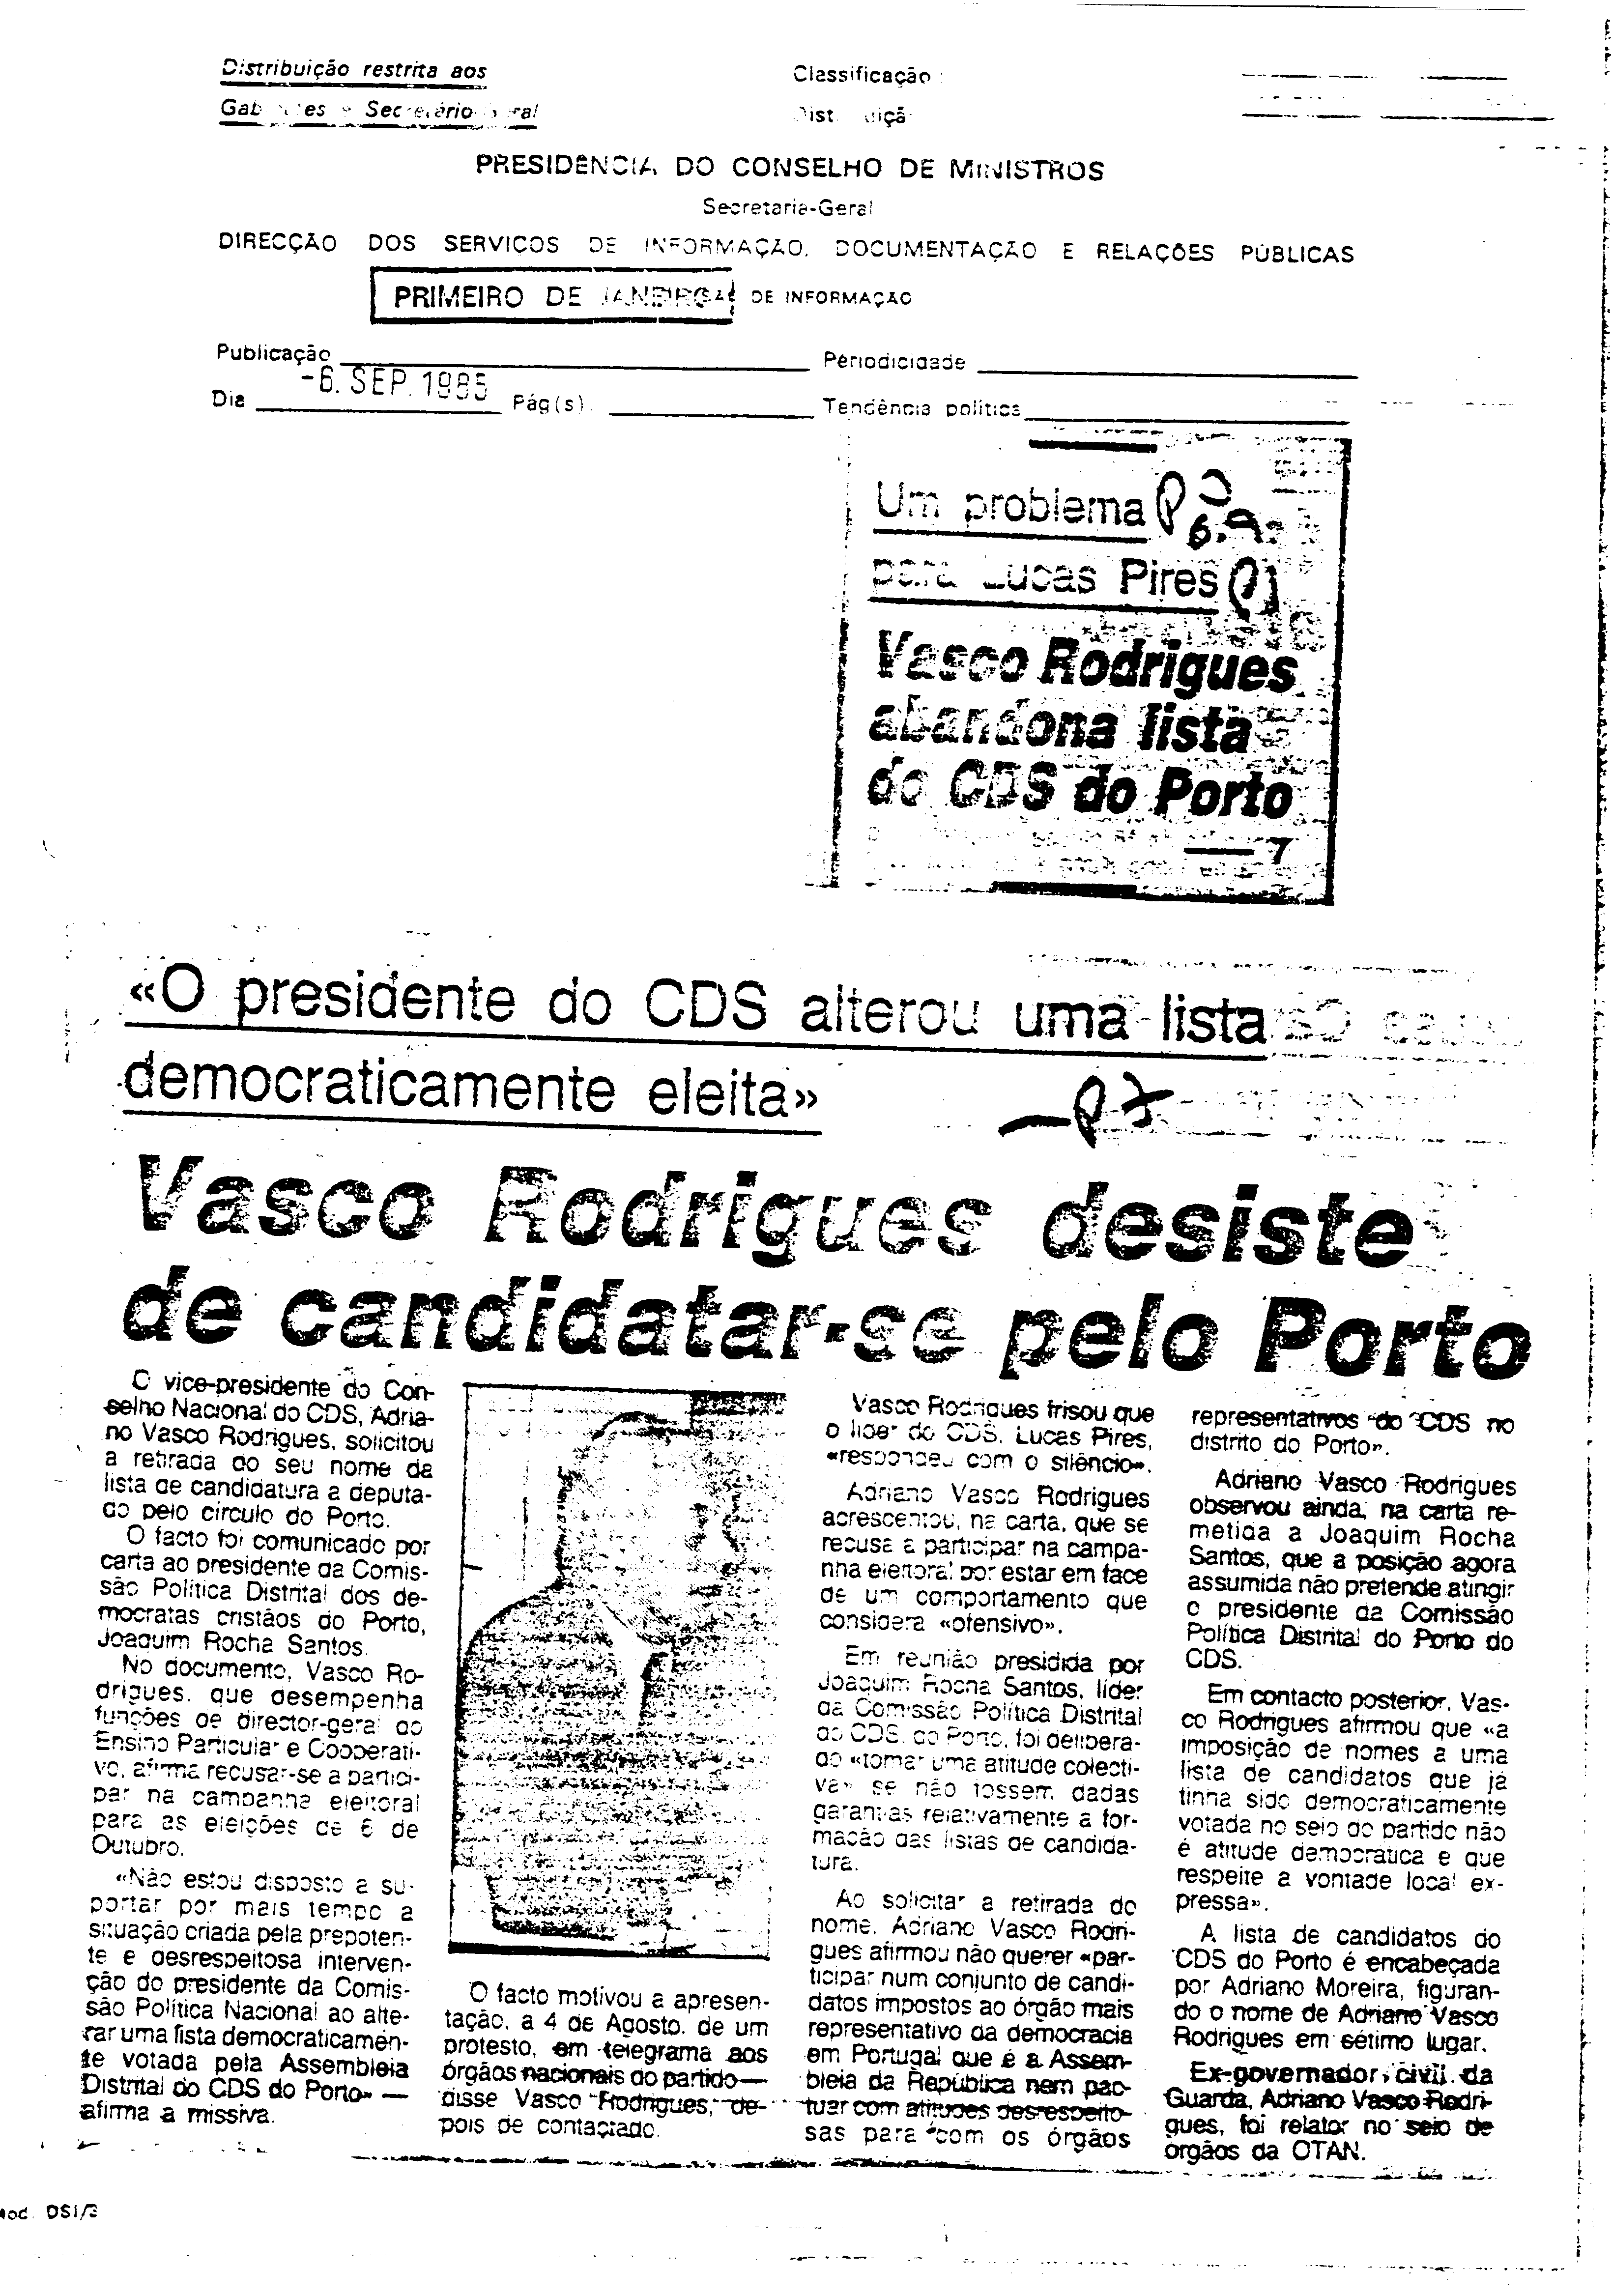 Distribuição restrita aos
Gabinetes e Secretário-Geral
Classificação
PRESIDÊNCIA DO CONSELHO DE MINISTROS
Secretaria-Geral
DIRECÇÃO DOS SERVIÇOS DE INFORMAÇÃO, DOCUMENTAÇÃO E RELAÇÕES PÚBLICAS
PRIMEIRO DE JANEIRO
DE INFORMAÇÃO
Publicação
Periodicidade
Dia
-6. SEP. 1985
Pág(s).
Tendência política
Um problema
para Lucas Pires
Vasco Rodrigues
abandona lista
do CDS do Porto
7
«O presidente do CDS alterou uma lista
democraticamente eleita»
Vasco Rodrigues desiste
de candidatar-se pelo Porto
O vice-presidente do Con-
selho Nacional do CDS, Adria-
no Vasco Rodrigues, solicitou
a retirada do seu nome da
lista de candidatura a deputa-
do pelo círculo do Porto.
O facto foi comunicado por
carta ao presidente da Comis-
são Política Distrital dos de-
mocratas cristãos do Porto,
Joaquim Rocha Santos.
No documento, Vasco Ro-
drigues, que desempenha
funções de director-geral do
Ensino Particular e Cooperati-
vo, afirma recusar-se a partici-
par na campanha eleitoral
para as eleições de 6 de
Outubro.
«Não estou disposto a su-
portar por mais tempo a
situação criada pela prepoten-
te e desrespeitosa interven-
ção do presidente da Comis-
são Política Nacional ao alte-
rar uma lista democraticamen-
te votada pela Assembleia
Distrital do CDS do Porto» —
afirma a missiva.
O facto motivou a apresen-
tação, a 4 de Agosto, de um
protesto, em telegrama aos
órgãos nacionais do partido —
disse Vasco Rodrigues, de-
pois de contactado.
Vasco Rodrigues frisou que
o líder do CDS, Lucas Pires,
«respondeu com o silêncio».
Adriano Vasco Rodrigues
acrescentou, na carta, que se
recusa a participar na campa-
nha eleitoral por estar em face
de um comportamento que
considera «ofensivo».
Em reunião presidida por
Joaquim Rocha Santos, líder
da Comissão Política Distrital
do CDS, do Porto, foi delibera-
do «tomar uma atitude colecti-
va» se não fossem dadas
garantias relativamente à for-
mação das listas de candida-
tura.
Ao solicitar a retirada do
nome, Adriano Vasco Rodri-
gues afirmou não querer «par-
ticipar num conjunto de candi-
datos impostos ao órgão mais
representativo da democracia
em Portugal que é a Assem-
bleia da República nem pac-
tuar com atitudes desrespeito-
sas para com os órgãos
representativos do CDS no
distrito do Porto».
Adriano Vasco Rodrigues
observou ainda, na carta re-
metida a Joaquim Rocha
Santos, que a posição agora
assumida não pretende atingir
o presidente da Comissão
Política Distrital do Porto do
CDS.
Em contacto posterior, Vas-
co Rodrigues afirmou que «a
imposição de nomes a uma
lista de candidatos que já
tinha sido democraticamente
votada no seio do partido não
é atitude democrática e que
respeite a vontade local ex-
pressa».
A lista de candidatos do
CDS do Porto é encabeçada
por Adriano Moreira, figuran-
do o nome de Adriano Vasco
Rodrigues em sétimo lugar.
Ex-governador civil da
Guarda, Adriano Vasco Rodri-
gues, foi relator no seio de
órgãos da OTAN.
DSI/3